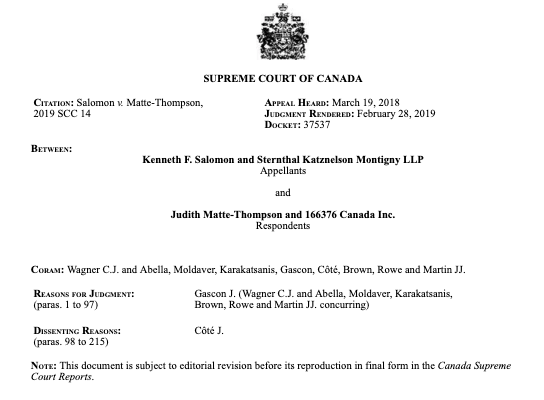 SUPREME COURT OF CANADA
CITATION: Salomon v. Matte-Thompson,
2019 SCC 14
APPEAL HEARD: March 19, 2018
JUDGMENT RENDERED: February 28, 2019
DOCKET: 37537
BETWEEN:
Kenneth F. Salomon and Sternthal Katznelson Montigny LLP
Appellants
and
Judith Matte-Thompson and 166376 Canada Inc.
Respondents
CORAM: Wagner C.J. and Abella, Moldaver, Karakatsanis, Gascon, Côté, Brown, Rowe and Martin JJ.
REASONS FOR JUDGMENT:
(paras. 1 to 97)
Gascon J. (Wagner C.J. and Abella, Moldaver, Karakatsanis,
Brown, Rowe and Martin JJ. concurring)
DISSENTING REASONS:
(paras. 98 to 215)
Côté J.
NOTE: This document is subject to editorial revision before its reproduction in final form in the Canada Supreme
Court Reports.